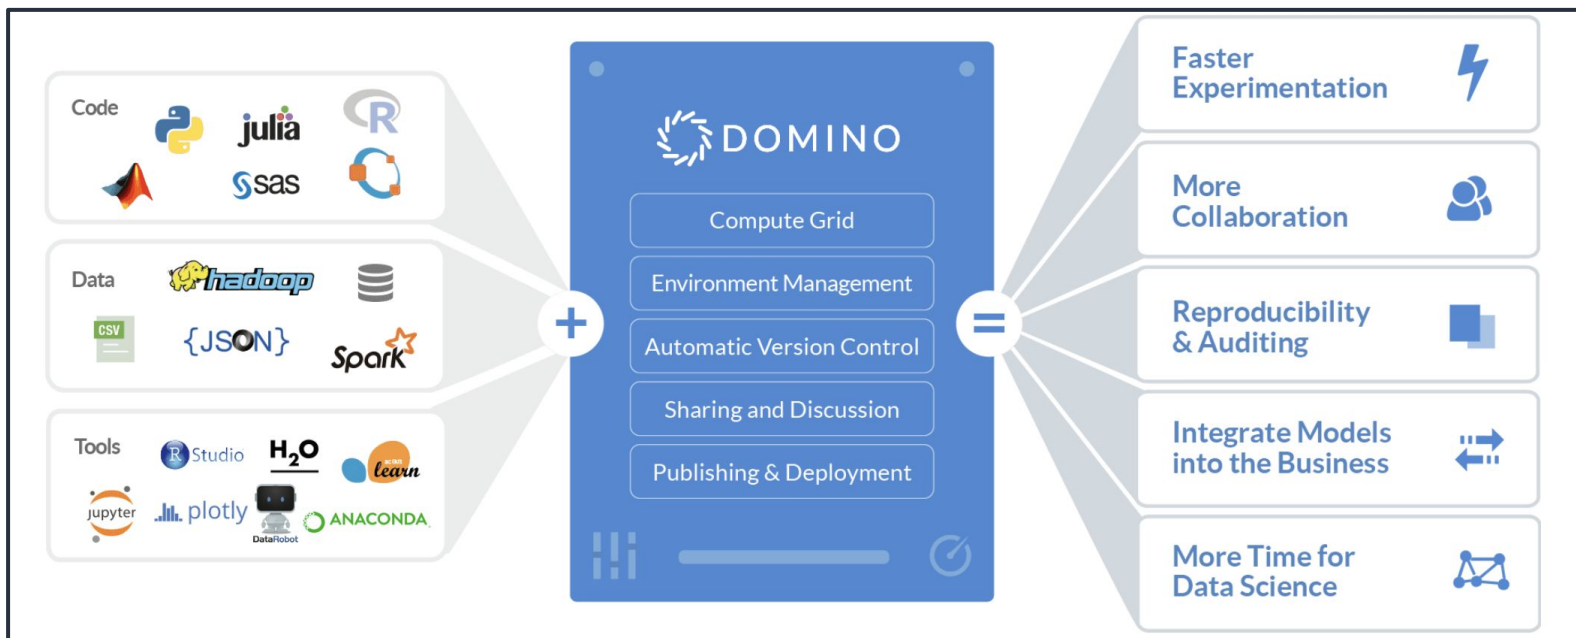 Code
julia
R
sas
Data
hadoop
CSV
{JSON}
Spark
Tools
R Studio
H2O
scikit
learn
jupyter
plotly
DataRobot
ANACONDA
+
DOMINO
Compute Grid
Environment Management
Automatic Version Control
Sharing and Discussion
Publishing & Deployment
=
Faster
Experimentation
More
Collaboration
Reproducibility
& Auditing
Integrate Models
into the Business
More Time for
Data Science